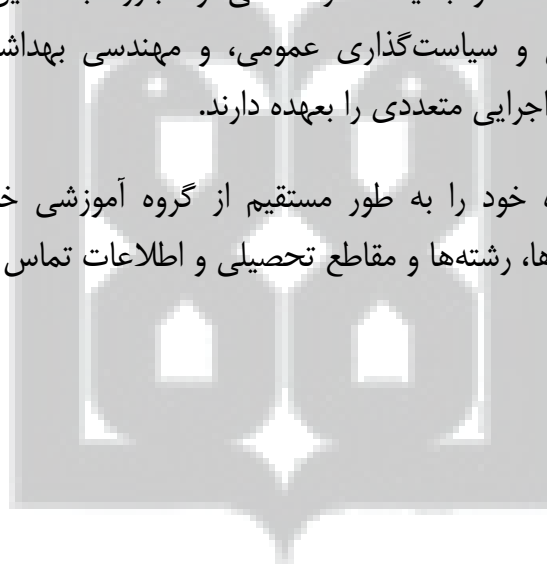 و سیاست‌گذاری عمومی، و مهندسی بهداش
اجرایی متعددی را بعهده دارند.
خود را به طور مستقیم از گروه آموزشی خ
ها، رشته‌ها و مقاطع تحصیلی و اطلاعات تماس